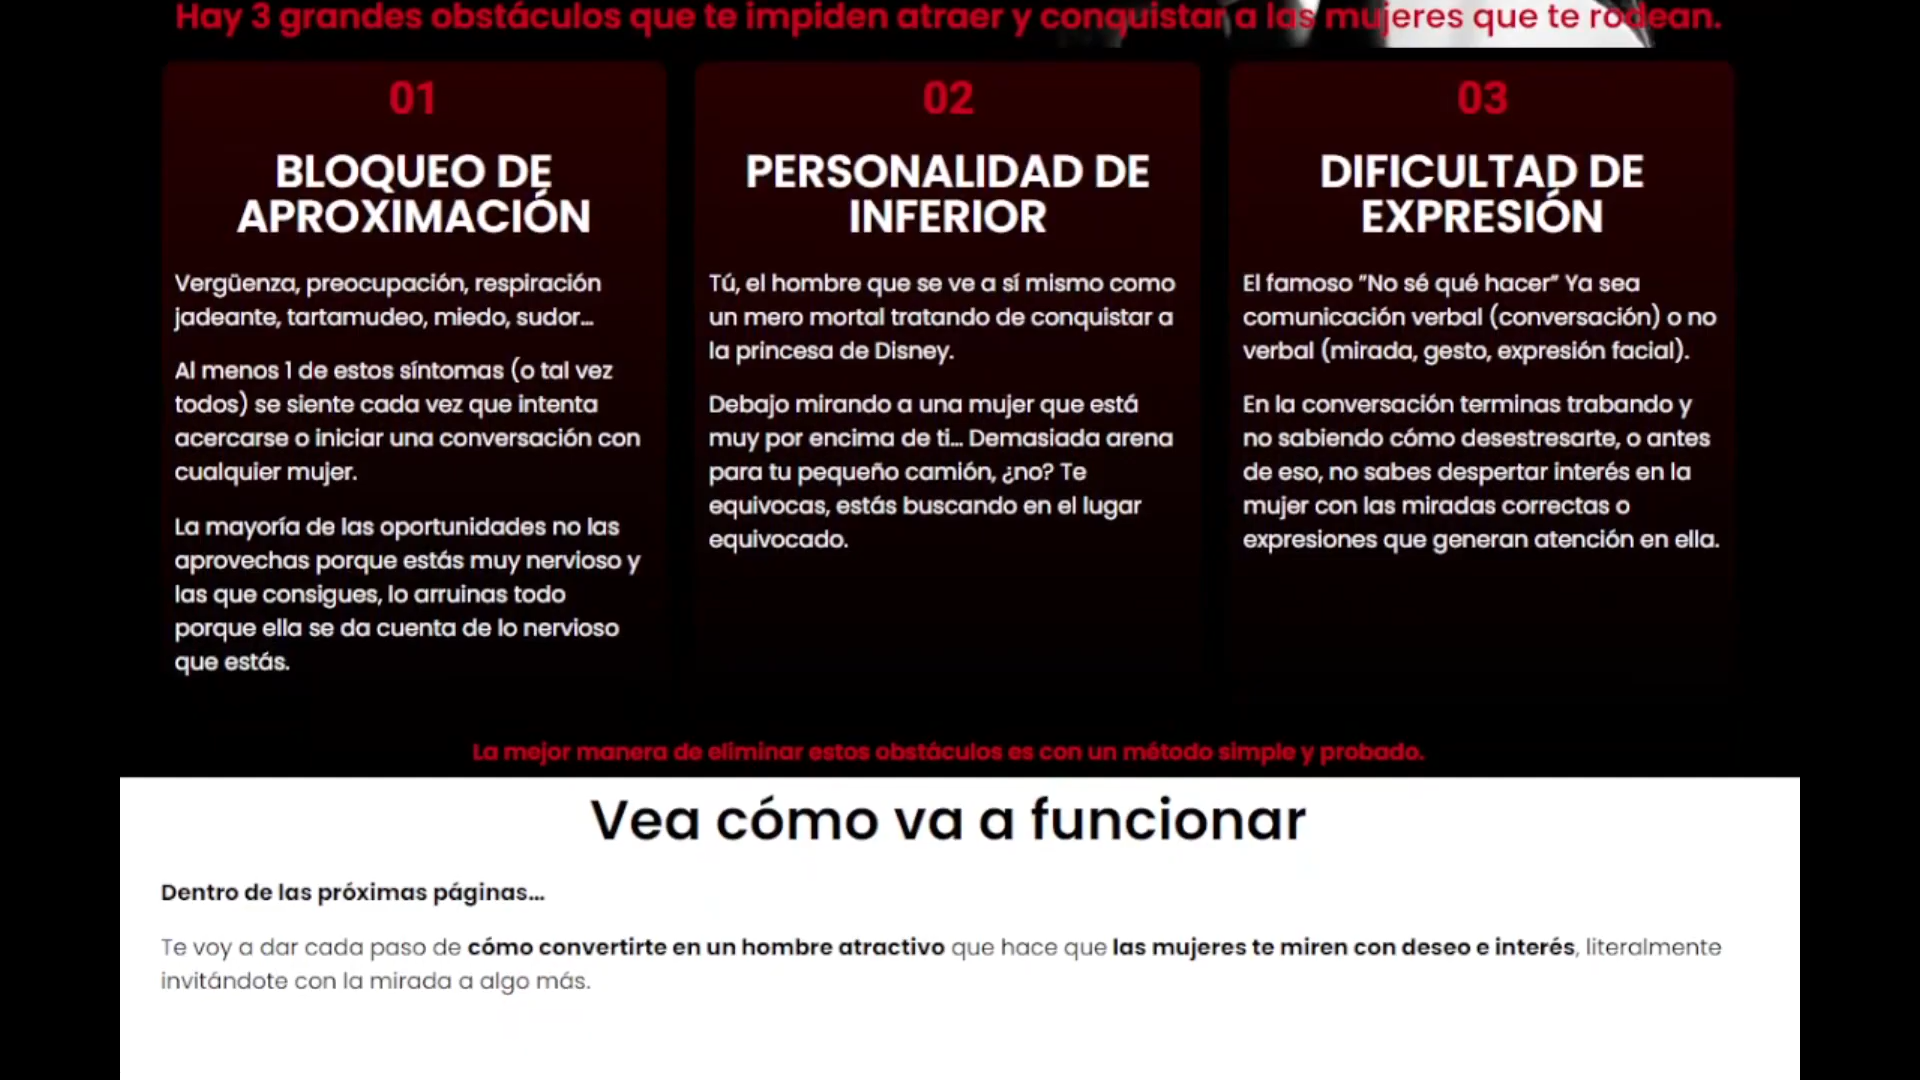 Hay 3 grandes obstáculos que te impiden atraer y conquistar a las mujeres que te rodean.
01
BLOQUEO DE
APROXIMACIÓN
Vergüenza, preocupación, respiración
jadeante, tartamudeo, miedo, sudor...
Al menos 1 de estos síntomas (o tal vez
todos) se siente cada vez que intenta
acercarse o iniciar una conversación con
cualquier mujer.
La mayoría de las oportunidades no las
aprovechas porque estás muy nervioso y
las que consigues, lo arruinas todo
porque ella se da cuenta de lo nervioso
que estás.
02
PERSONALIDAD DE
INFERIOR
Tú, el hombre que se ve a sí mismo como
un mero mortal tratando de conquistar a
la princesa de Disney.
Debajo mirando a una mujer que está
muy por encima de ti... Demasiada arena
para tu pequeño camión, ¿no? Te
equivocas, estás buscando en el lugar
equivocado.
03
DIFICULTAD DE
EXPRESIÓN
El famoso "No sé qué hacer" Ya sea
comunicación verbal (conversación) o no
verbal (mirada, gesto, expresión facial).
En la conversación terminas trabando y
no sabiendo cómo desestresarte, o antes
de eso, no sabes despertar interés en la
mujer con las miradas correctas o
expresiones que generan atención en ella.
La mejor manera de eliminar estos obstáculos es con un método simple y probado.
Vea cómo va a funcionar
Dentro de las próximas páginas...
Te voy a dar cada paso de cómo convertirte en un hombre atractivo que hace que las mujeres te miren con deseo e interés, literalmente
invitándote con la mirada a algo más.